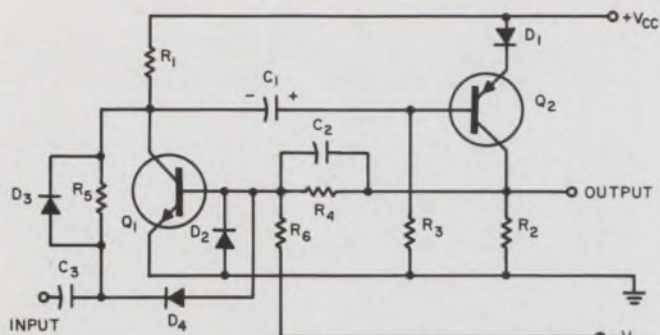 +VCC
D1
R1
C1
- +
Q2
C2
D3
R5
R4
OUTPUT
Q1
D2
R6
R3
R2
C3
D4
INPUT